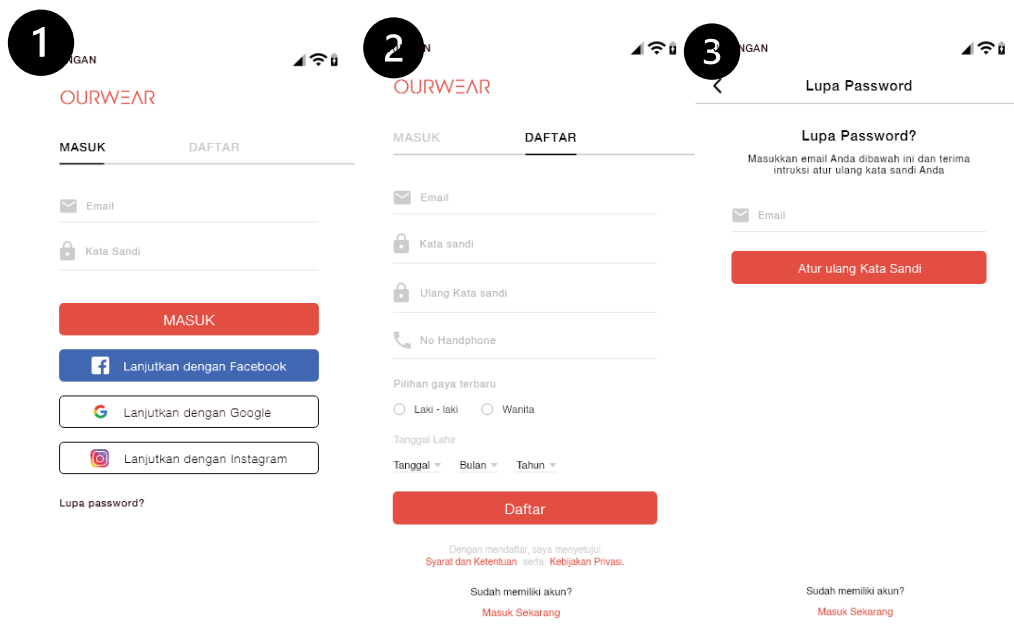 1
NGAN
OURWEAR
MASUK
DAFTAR
Email
Kata Sandi
MASUK
Lanjutkan dengan Facebook
Lanjutkan dengan Google
Lanjutkan dengan Instagram
Lupa password?
2
N
OURWEAR
MASUK
DAFTAR
Email
Kata sandi
Ulang Kata sandi
No Handphone
Pilihan gaya terbaru
Laki - laki
Wanita
Tanggal Lahir
Tanggal
Bulan
Tahun
Daftar
Dengan mendaftar, saya menyetujui
Syarat dan Ketentuan serta Kebijakan Privasi.
Sudah memiliki akun?
Masuk Sekarang
3
NGAN
Lupa Password
Lupa Password?
Masukkan email Anda dibawah ini dan terima
intruksi atur ulang kata sandi Anda
Email
Atur ulang Kata Sandi
Sudah memiliki akun?
Masuk Sekarang